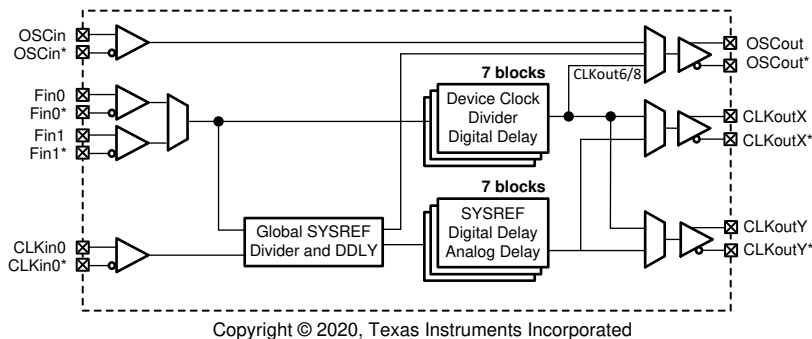 OSCin
OSCin*
Fin0
Fin0*
Fin1
Fin1*
CLKin0
CLKin0*
Global SYSREF
Divider and DDLY
7 blocks
Device Clock
Divider
Digital Delay
7 blocks
SYSREF
Digital Delay
Analog Delay
CLKout6/8
OSCout
OSCout*
CLKoutX
CLKoutX*
CLKoutY
CLKoutY*
Copyright © 2020, Texas Instruments Incorporated